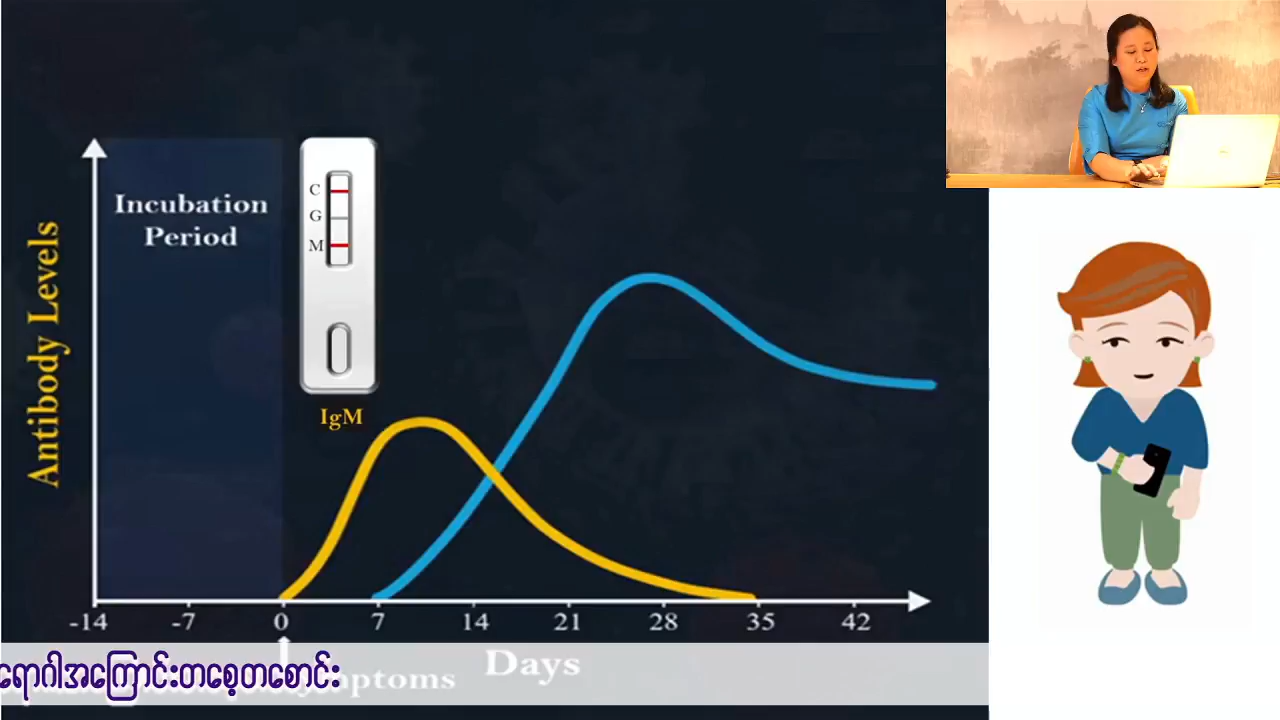 Incubation
Period
C
G
M
IgM
Antibody Levels
-14 -7 0 7 14 21 28 35 42
Days
ရောဂါအကြောင်းတစေ့တစောင်း